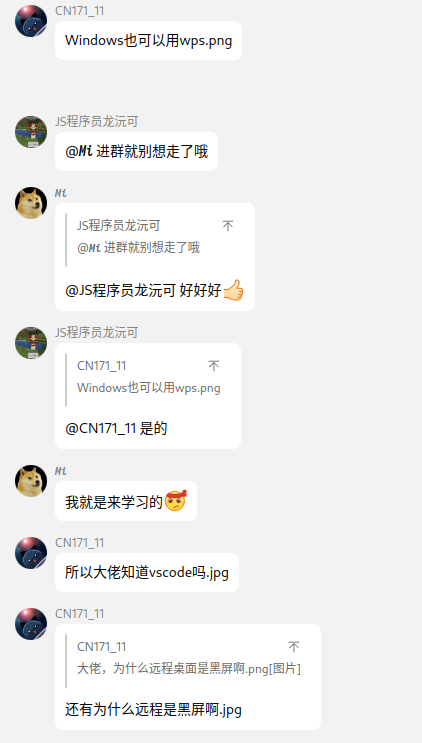 CN171_11
Windows也可以用wps.png
JS程序员龙沅可
@Mi 进群就别想走了哦
Mi
JS程序员龙沅可
@Mi 进群就别想走了哦
@JS程序员龙沅可 好好好
JS程序员龙沅可
CN171_11
Windows也可以用wps.png
@CN171_11 是的
Mi
我就是来学习的
CN171_11
所以大佬知道vscode吗.jpg
CN171_11
CN171_11
大佬，为什么远程桌面是黑屏啊.png[图片]
还有为什么远程是黑屏啊.jpg